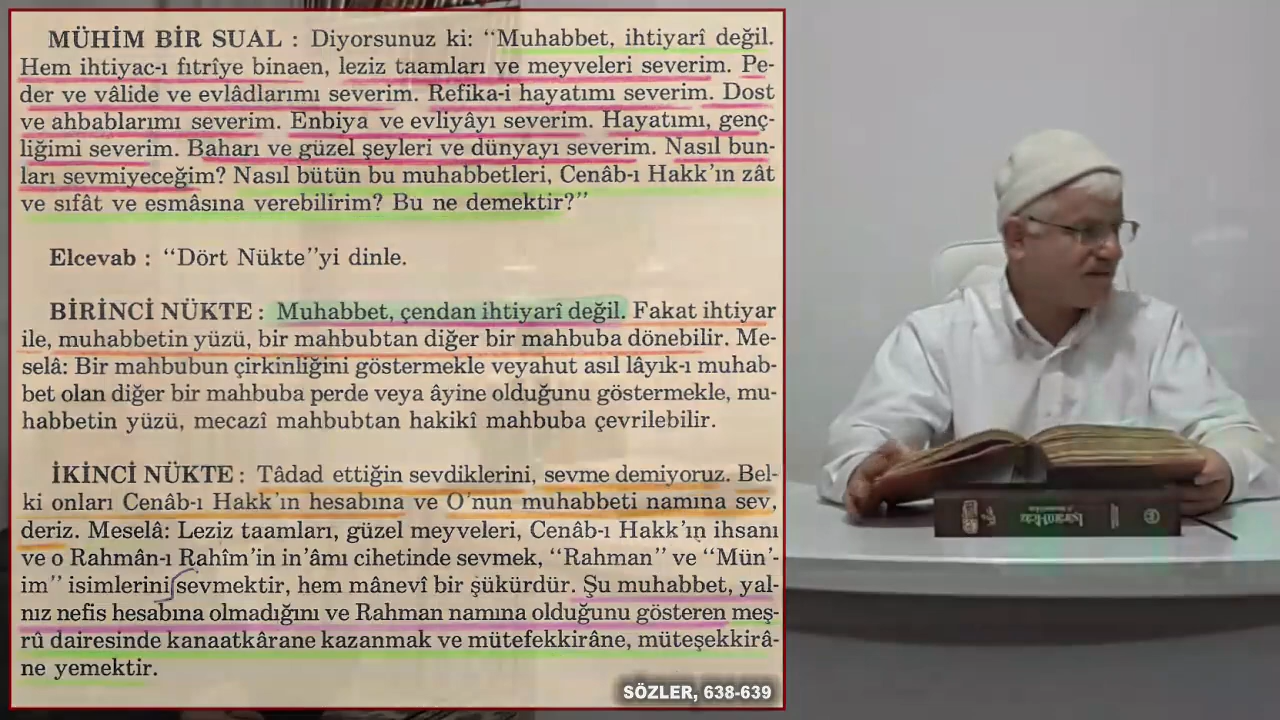 MÜHİM BİR SUAL : Diyorsunuz ki: "Muhabbet, ihtiyarî değil.
Hem ihtiyac-ı fıtrîye binaen, leziz taamları ve meyveleri severim. Pe-
der ve vâlide ve evlâdlarımı severim. Refika-i hayatımı severim. Dost
ve ahbablarımı severim. Enbiya ve evliyâyı severim. Hayatımı, genç-
liğimi severim. Baharı ve güzel şeyleri ve dünyayı severim. Nasıl bun-
ları sevmiyeceğim? Nasıl bütün bu muhabbetleri, Cenâb-ı Hakk'ın zât
ve sıfât ve esmâsına verebilirim? Bu ne demektir?"
Elcevab : "Dört Nükte"yi dinle.
BİRİNCİ NÜKTE : Muhabbet, çendan ihtiyarî değil. Fakat ihtiyar
ile, muhabbetin yüzü, bir mahbubtan diğer bir mahbuba dönebilir. Me-
selâ: Bir mahbubun çirkinliğini göstermekle veyahut asıl lâyık-ı muhab-
bet olan diğer bir mahbuba perde veya âyine olduğunu göstermekle, mu-
habbetin yüzü, mecazî mahbubtan hakikî mahbuba çevrilebilir.
İKİNCİ NÜKTE : Tâdad ettiğin sevdiklerini, sevme demiyoruz. Bel-
ki onları Cenâb-ı Hakk'ın hesabına ve O'nun muhabbeti namına sev,
deriz. Meselâ: Leziz taamları, güzel meyveleri, Cenâb-ı Hakk'ın ihsanı
ve o Rahmân-ı Rahîm'in in'âmı cihetinde sevmek, "Rahman" ve "Mün'-
im" isimlerini sevmektir, hem mânevî bir şükürdür. Şu muhabbet, yal-
nız nefis hesabına olmadığını ve Rahman namına olduğunu gösteren meş-
rû dairesinde kanaatkârane kazanmak ve mütefekkirâne, müteşekkirâ-
ne yemektir.
SÖZLER, 638-639